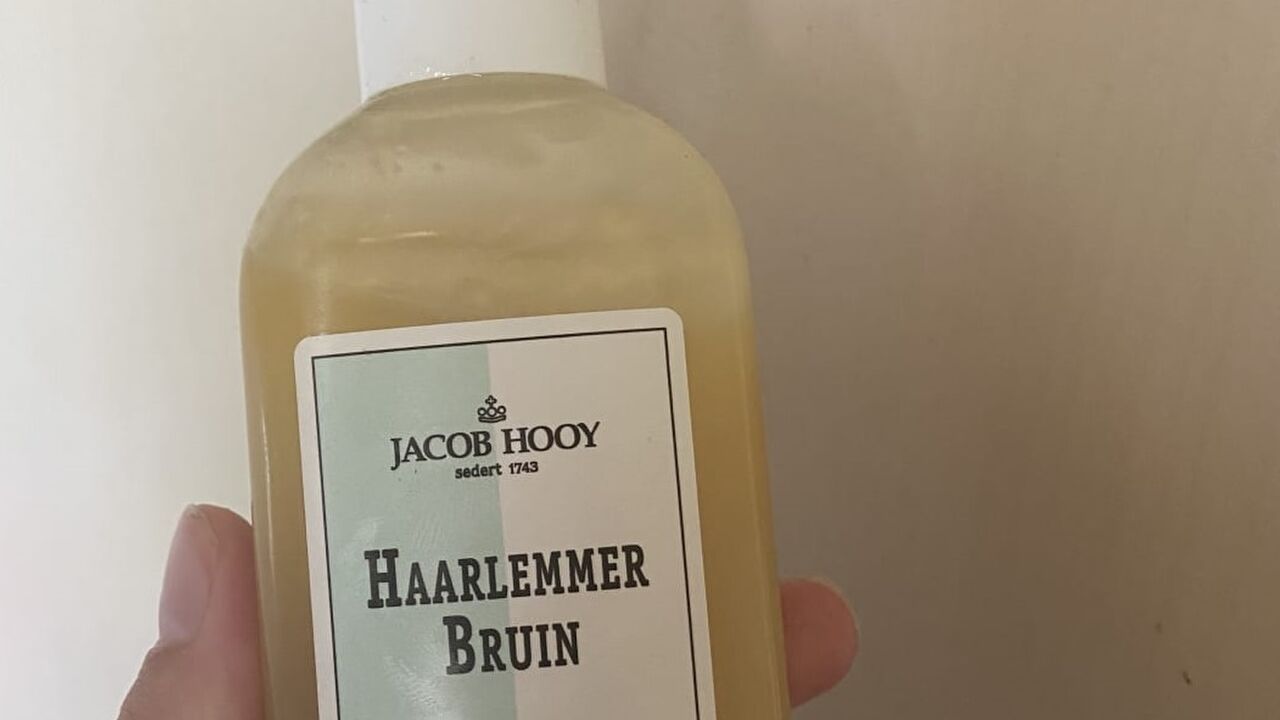 JACOB HOOY
sedert 1743
HAARLEMMER
BRUIN